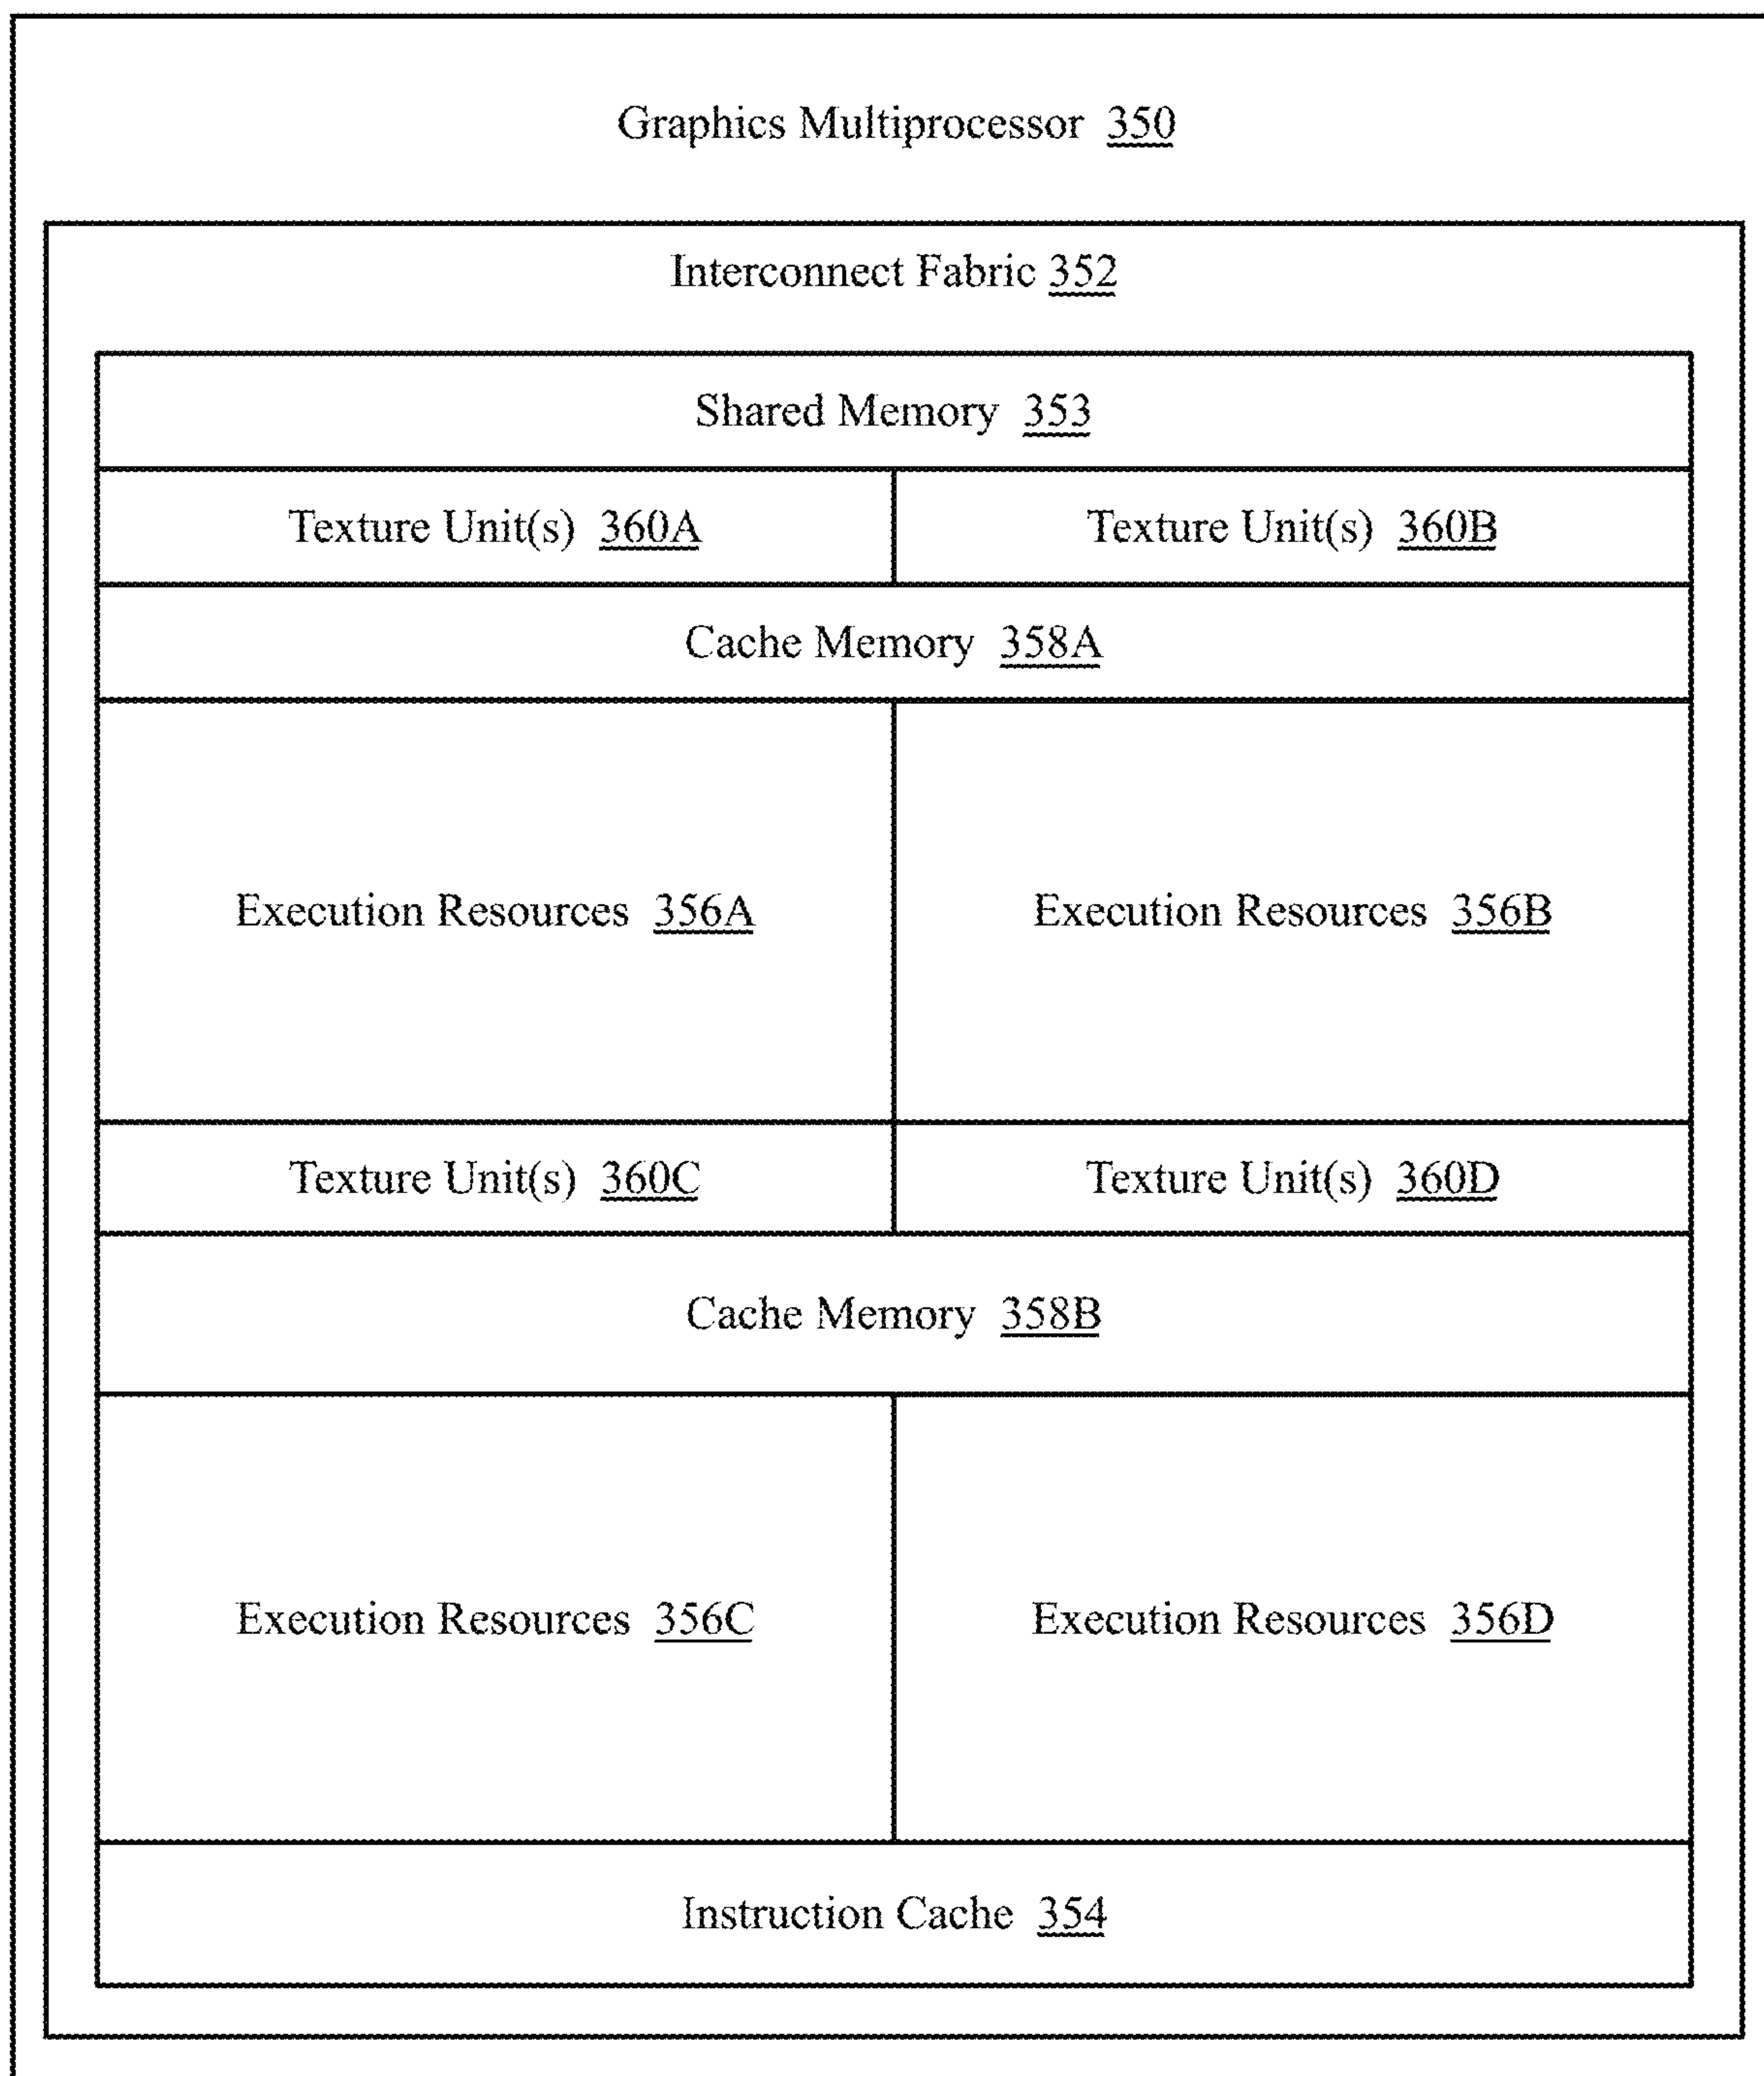 Graphics Multiprocessor 350
Interconnect Fabric 352
Shared Memory 353
Texture Unit(s) 360A
Texture Unit(s) 360B
Cache Memory 358A
Execution Resources 356A
Execution Resources 356B
Texture Unit(s) 360C
Texture Unit(s) 360D
Cache Memory 358B
Execution Resources 356C
Execution Resources 356D
Instruction Cache 354